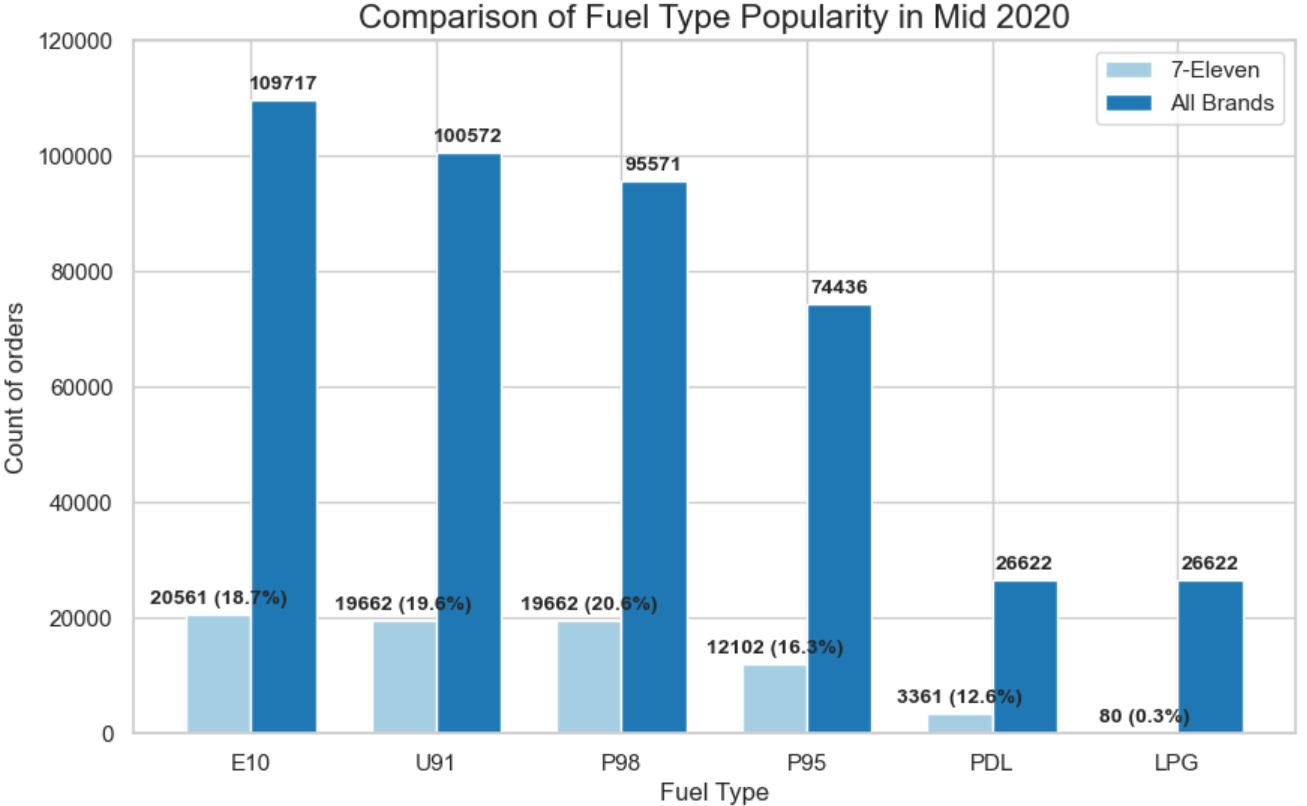 Comparison of Fuel Type Popularity in Mid 2020
7-Eleven
All Brands
Count of orders
120000
100000
80000
60000
40000
20000
0
109717
100572
95571
74436
26622
26622
20561 (18.7%)
19662 (19.6%)
19662 (20.6%)
12102 (16.3%)
3361 (12.6%)
80 (0.3%)
E10
U91
P98
P95
PDL
LPG
Fuel Type